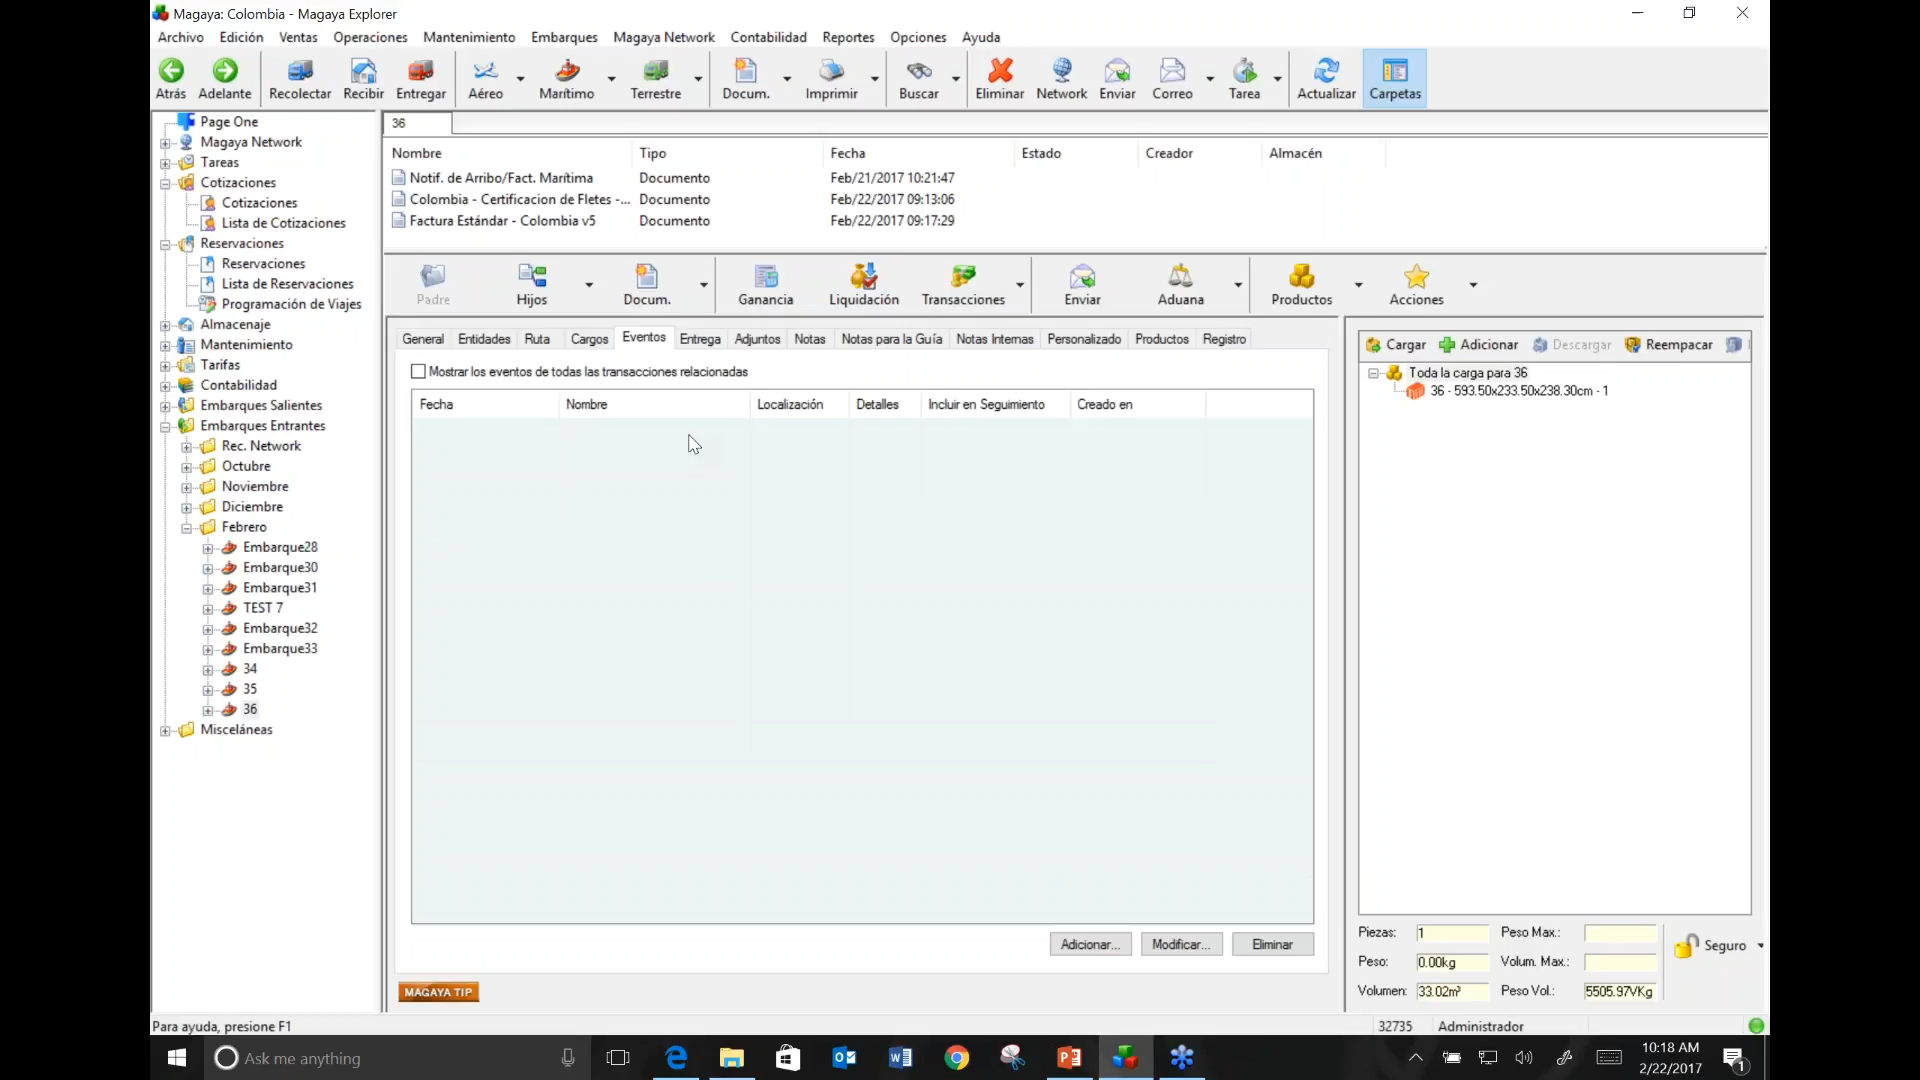 Magaya: Colombia - Magaya Explorer
Archivo Edición Ventas Operaciones Mantenimiento Embarques Magaya Network Contabilidad Reportes Opciones Ayuda
Atrás Adelante Recolectar Recibir Entregar Aéreo Marítimo Terrestre Docum. Imprimir Buscar Eliminar Network Enviar Correo Tarea Actualizar Carpetas
Page One
Magaya Network
Tareas
Cotizaciones
Cotizaciones
Lista de Cotizaciones
Reservaciones
Reservaciones
Lista de Reservaciones
Programación de Viajes
Almacenaje
Mantenimiento
Tarifas
Contabilidad
Embarques Salientes
Embarques Entrantes
Rec. Network
Octubre
Noviembre
Diciembre
Febrero
Embarque28
Embarque30
Embarque31
TEST 7
Embarque32
Embarque33
34
35
36
Misceláneas
36
Nombre Tipo Fecha Estado Creador Almacén
Notif. de Arribo/Fact. Marítima Documento Feb/21/2017 10:21:47
Colombia - Certificacion de Fletes -... Documento Feb/22/2017 09:13:06
Factura Estándar - Colombia v5 Documento Feb/22/2017 09:17:29
Padre Hijos Docum. Ganancia Liquidación Transacciones Enviar Aduana Productos Acciones
General Entidades Ruta Cargos Eventos Entrega Adjuntos Notas Notas para la Guía Notas Internas Personalizado Productos Registro
Mostrar los eventos de todas las transacciones relacionadas
Fecha Nombre Localización Detalles Incluir en Seguimiento Creado en
Adicionar... Modificar... Eliminar
MAGAYA TIP
Cargar Adicionar Descargar Reempacar
Toda la carga para 36
36 - 593.50x233.50x238.30cm - 1
Piezas: 1 Peso Max.:
Peso: 0.00kg Volum. Max.:
Volumen: 33.02m³ Peso Vol.: 5505.97VKg
Seguro
Para ayuda, presione F1 32735 Administrador
Ask me anything
10:18 AM
2/22/2017
1